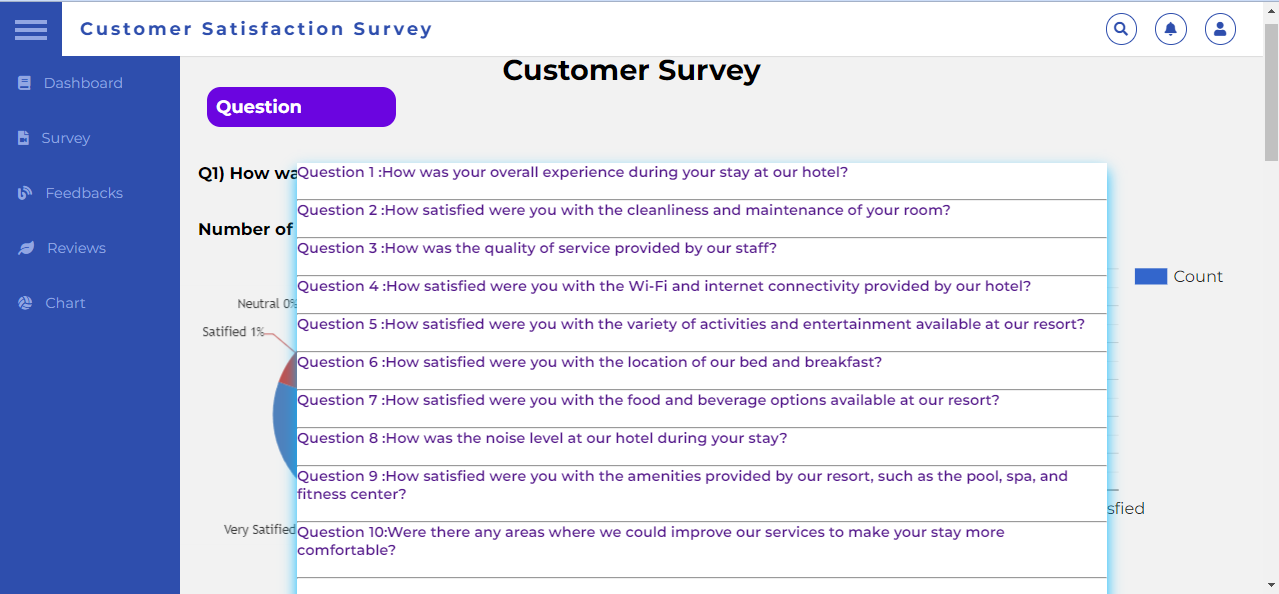 Customer Satisfaction Survey
Dashboard
Survey
Feedbacks
Reviews
Chart
Customer Survey
Question
Q1) How wa
Number of
Neutral 0%
Satified 1%
Very Satified
Question 1 :How was your overall experience during your stay at our hotel?
Question 2 :How satisfied were you with the cleanliness and maintenance of your room?
Question 3 :How was the quality of service provided by our staff?
Question 4 :How satisfied were you with the Wi-Fi and internet connectivity provided by our hotel?
Question 5 :How satisfied were you with the variety of activities and entertainment available at our resort?
Question 6 :How satisfied were you with the location of our bed and breakfast?
Question 7 :How satisfied were you with the food and beverage options available at our resort?
Question 8 :How was the noise level at our hotel during your stay?
Question 9 :How satisfied were you with the amenities provided by our resort, such as the pool, spa, and
fitness center?
Question 10:Were there any areas where we could improve our services to make your stay more
comfortable?
Count
sfied